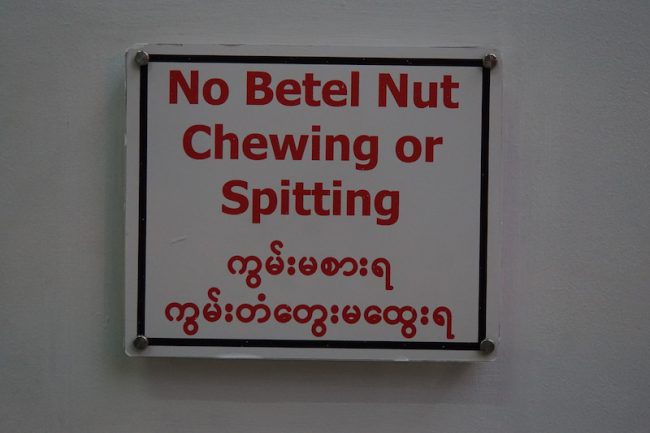 No Betel Nut
Chewing or
Spitting
ကွမ်းမစားရ
ကွမ်းတံတွေးမထွေးရ